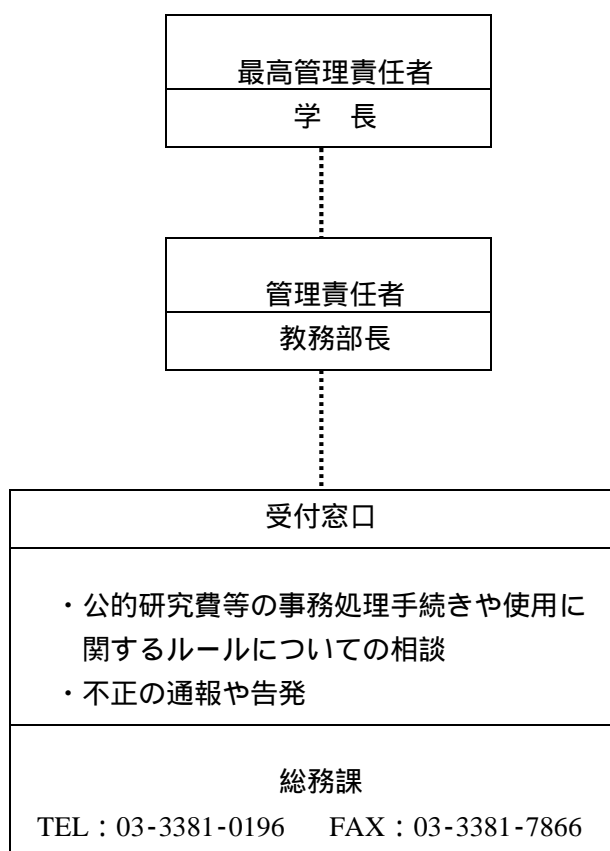 最高管理責任者
学　長
管理責任者
教務部長
受付窓口
・公的研究費等の事務処理手続きや使用に
関するルールについての相談
・不正の通報や告発
総務課
TEL：03-3381-0196　FAX：03-3381-7866